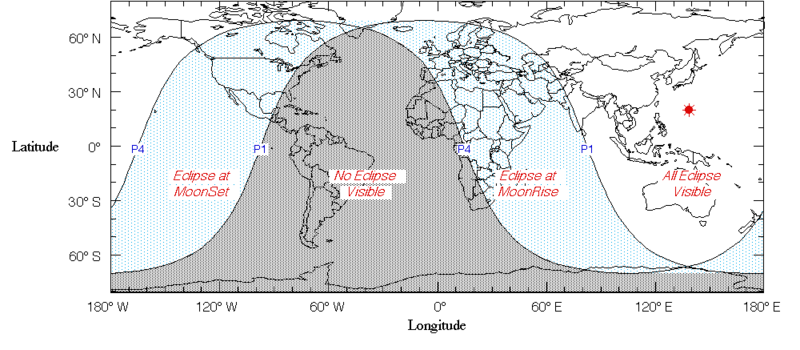 60° N
30° N
Latitude
0°
P4
P1
P4
P1
Eclipse at
MoonSet
No Eclipse
Visible
Eclipse at
MoonRise
All Eclipse
Visible
30° S
60° S
180° W
120° W
60° W
0°
60° E
120° E
180° E
Longitude